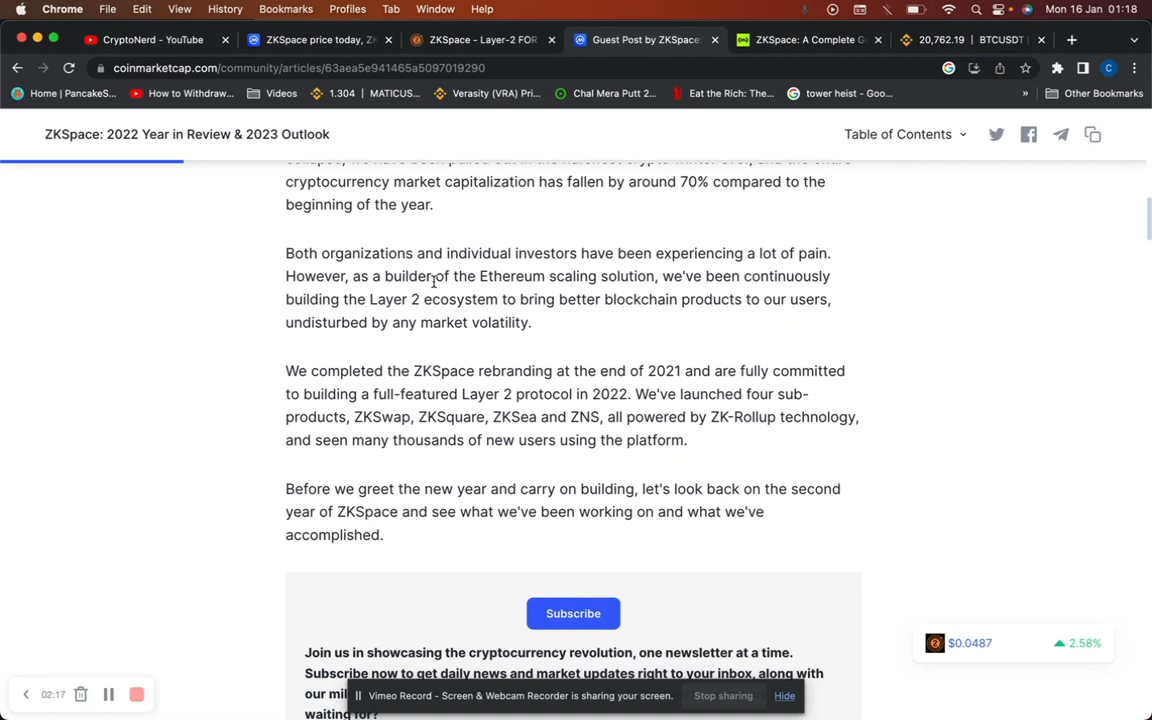 Chrome File Edit View History Bookmarks Profiles Tab Window Help Mon 16 Jan 01:18
CryptoNerd - YouTube ZKSpace price today, ZK ZKSpace - Layer-2 FOR Guest Post by ZKSpace: ZKSpace: A Complete G 20,762.19 | BTCUSDT |
coinmarketcap.com/community/articles/63aea5e941465a5097019290
Home | PancakeS... How to Withdraw... Videos 1.304 | MATICUS... Verasity (VRA) Pri... Chal Mera Putt 2... Eat the Rich: The... tower heist - Goo... » Other Bookmarks
ZKSpace: 2022 Year in Review & 2023 Outlook Table of Contents
cryptocurrency market capitalization has fallen by around 70% compared to the
beginning of the year.
Both organizations and individual investors have been experiencing a lot of pain.
However, as a builder of the Ethereum scaling solution, we've been continuously
building the Layer 2 ecosystem to bring better blockchain products to our users,
undisturbed by any market volatility.
We completed the ZKSpace rebranding at the end of 2021 and are fully committed
to building a full-featured Layer 2 protocol in 2022. We've launched four sub-
products, ZKSwap, ZKSquare, ZKSea and ZNS, all powered by ZK-Rollup technology,
and seen many thousands of new users using the platform.
Before we greet the new year and carry on building, let's look back on the second
year of ZKSpace and see what we've been working on and what we've
accomplished.
Subscribe
$0.0487 2.58%
Join us in showcasing the cryptocurrency revolution, one newsletter at a time.
Subscribe now to get daily news and market updates right to your inbox, along with
our mil
02:17 Vimeo Record - Screen & Webcam Recorder is sharing your screen. Stop sharing Hide
waiting for?